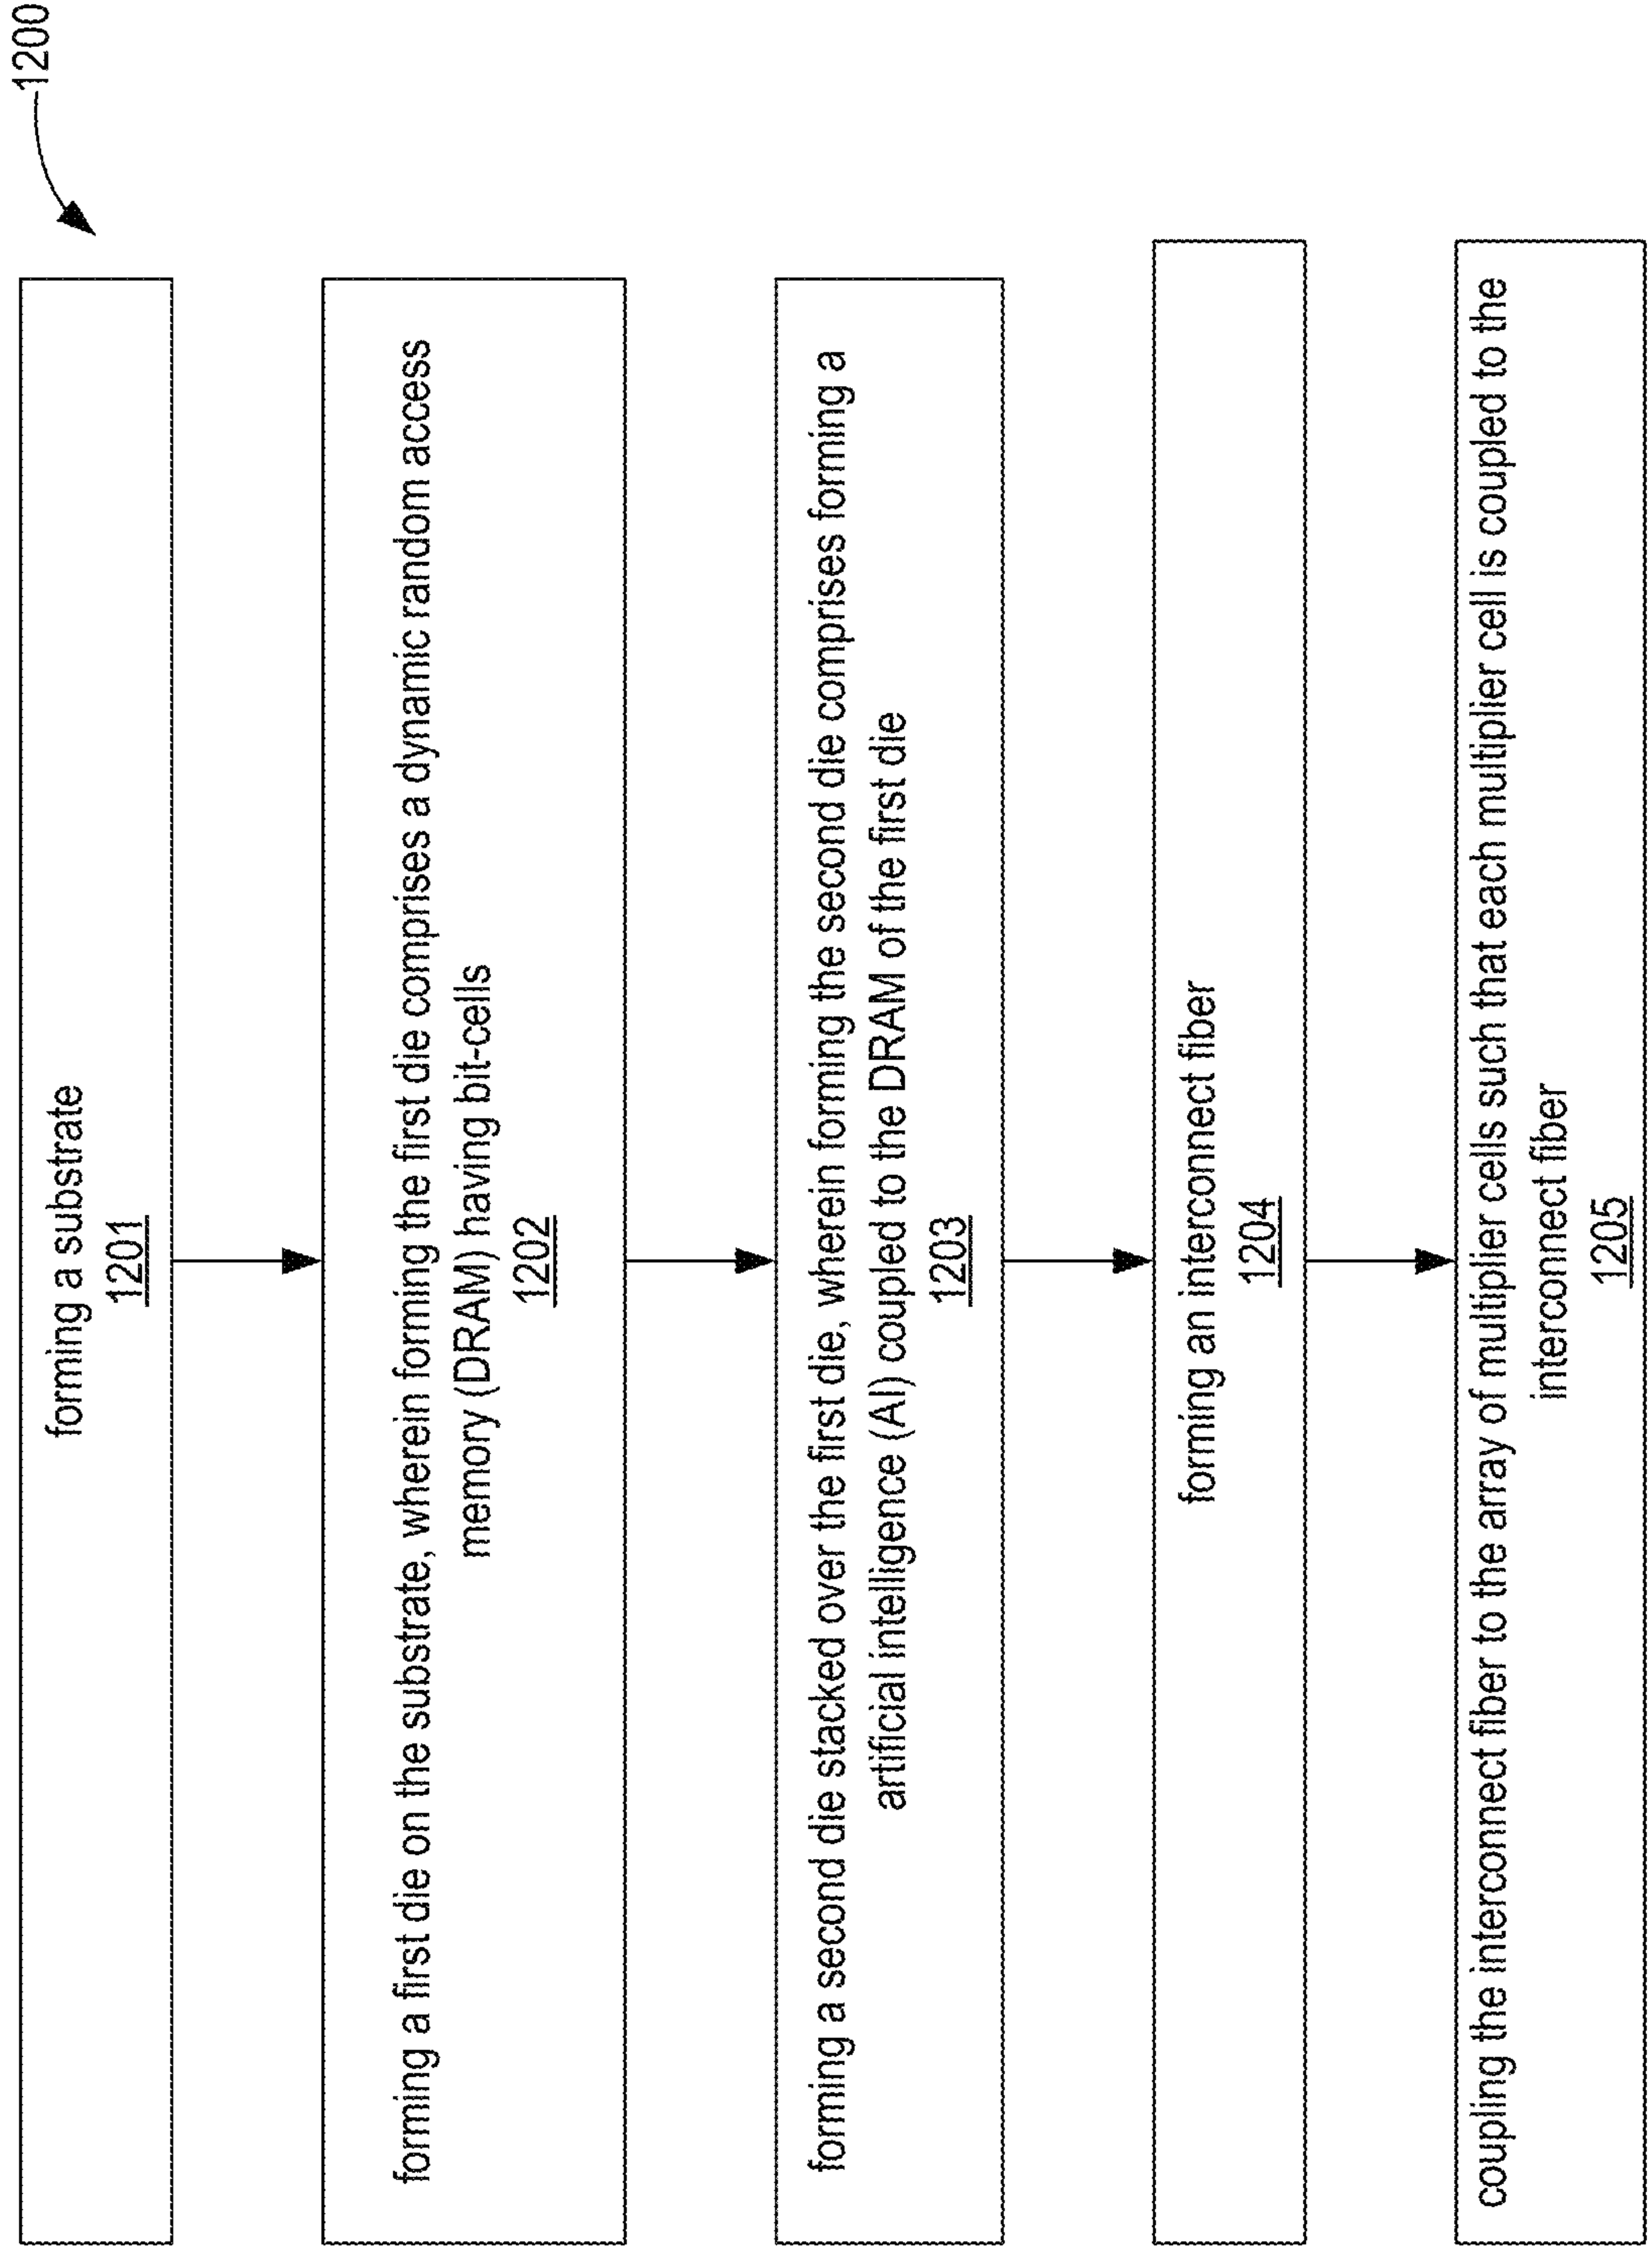 1200
forming a substrate
1201
forming a first die on the substrate, wherein forming the first die comprises a dynamic random access
memory (DRAM) having bit-cells
1202
forming a second die stacked over the first die, wherein forming the second die comprises forming a
artificial intelligence (AI) coupled to the DRAM of the first die
1203
forming an interconnect fiber
1204
coupling the interconnect fiber to the array of multiplier cells such that each multiplier cell is coupled to the
interconnect fiber
1205